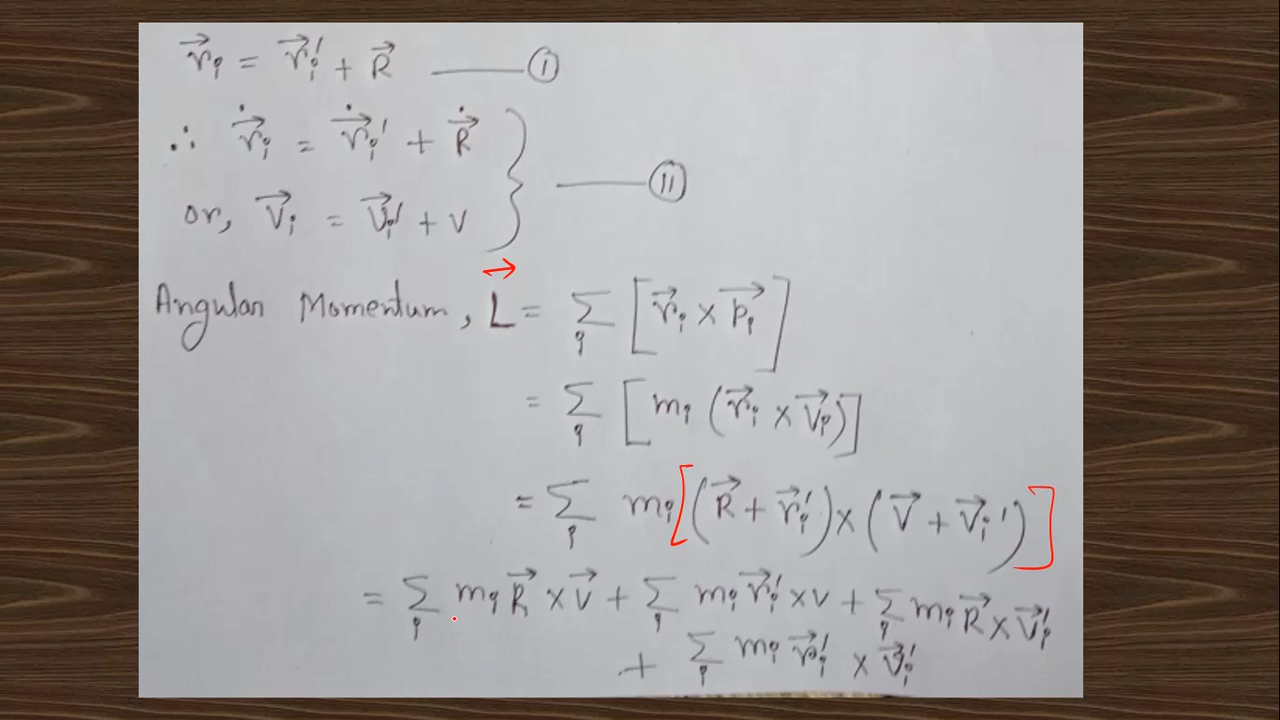 r⃗ᵢ = r⃗ᵢ′ + R⃗ —— (I)
∴ ṙ⃗ᵢ = ṙ⃗ᵢ′ + Ṙ⃗
or, V⃗ᵢ = V⃗ᵢ′ + V } —— (II)
Angular Momentum, L⃡ = Σᵢ [r⃗ᵢ × p⃗ᵢ]
= Σᵢ [mᵢ (r⃗ᵢ × V⃗ᵢ)]
= Σᵢ mᵢ [(R⃗ + r⃗ᵢ′) × (V⃗ + V⃗ᵢ′)]
= Σᵢ mᵢ R⃗ × V⃗ + Σᵢ mᵢ r⃗ᵢ′ × V + Σᵢ mᵢ R⃗ × V⃗ᵢ′
+ Σᵢ mᵢ r⃗ᵢ′ × V⃗ᵢ′